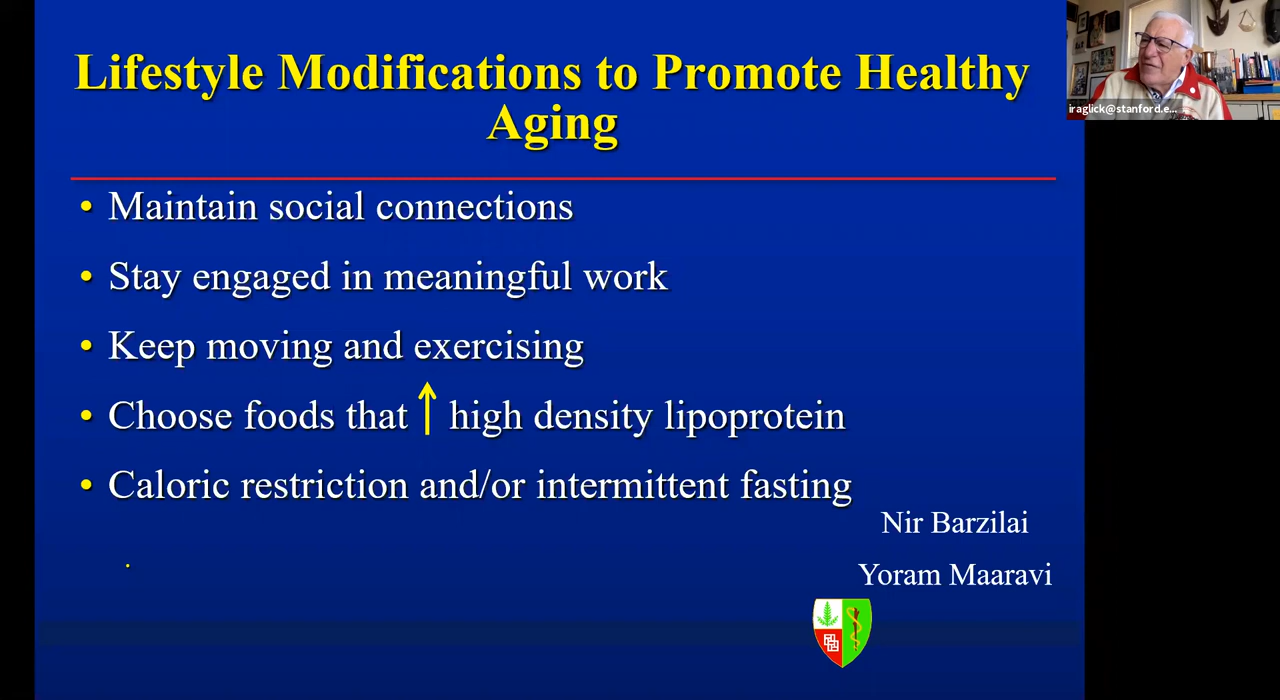 Lifestyle Modifications to Promote Healthy
Aging
• Maintain social connections
• Stay engaged in meaningful work
• Keep moving and exercising
• Choose foods that ↑ high density lipoprotein
• Caloric restriction and/or intermittent fasting
Nir Barzilai
Yoram Maaravi
iraglick@stanford.e...